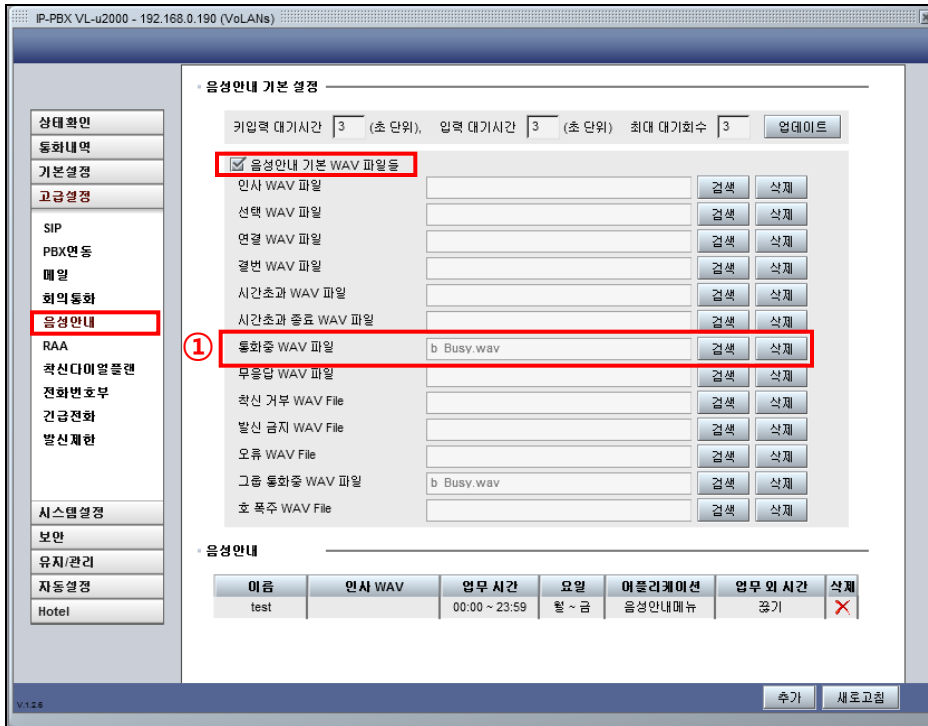 IP-PBX VL-u2000 - 192.168.0.190 (VoLANs)
상태확인
통화내역
기본설정
고급설정
SIP
PBX연동
메일
회의통화
음성안내
RAA
착신다이얼플랜
전화번호부
긴급전화
발신제한
시스템설정
보안
유지/관리
자동설정
Hotel
음성안내 기본 설정
키입력 대기시간 3 (초 단위), 입력 대기시간 3 (초 단위) 최대 대기회수 3 업데이트
음성안내 기본 WAV 파일들
인사 WAV 파일 검색 삭제
선택 WAV 파일 검색 삭제
연결 WAV 파일 검색 삭제
결번 WAV 파일 검색 삭제
시간초과 WAV 파일 검색 삭제
시간초과 종료 WAV 파일 검색 삭제
① 통화중 WAV 파일 b Busy.wav 검색 삭제
무응답 WAV 파일 검색 삭제
착신 거부 WAV File 검색 삭제
발신 금지 WAV File 검색 삭제
오류 WAV File 검색 삭제
그룹 통화중 WAV 파일 b Busy.wav 검색 삭제
호 폭주 WAV File 검색 삭제
음성안내
이름 인사 WAV 업무 시간 요일 어플리케이션 업무 외 시간 삭제
test 00:00 ~ 23:59 월 ~ 금 음성안내메뉴 끊기
V.1.2.6 추가 새로고침